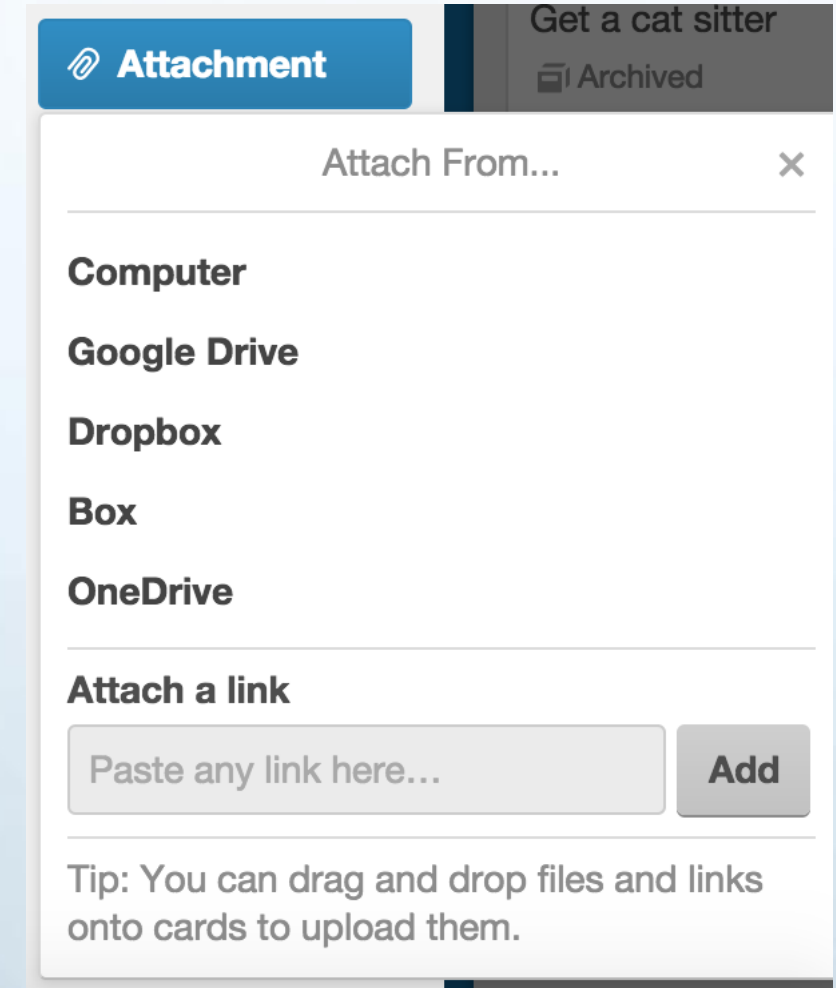 Get a cat sitter
Archived
Attachment
Attach From...
Computer
Google Drive
Dropbox
Box
OneDrive
Attach a link
Paste any link here... Add
Tip: You can drag and drop files and links
onto cards to upload them.